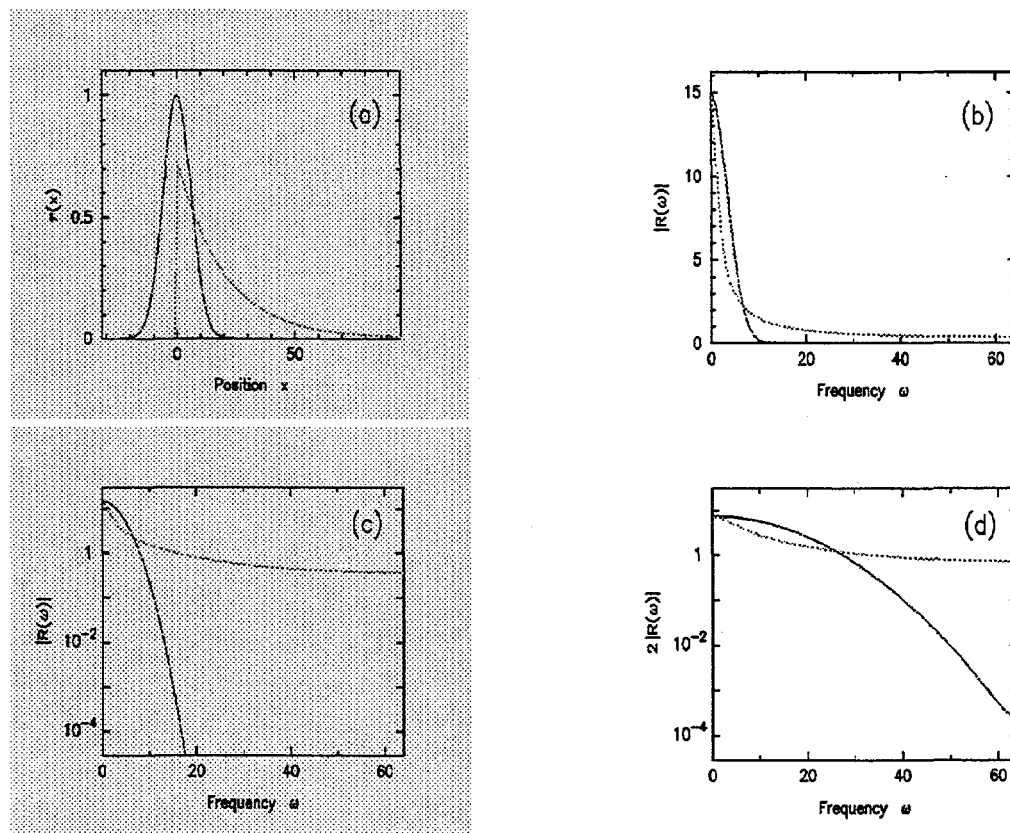 (a)
1
0.5
0
r(x)
0
50
Position x
(b)
15
10
5
0
|R(ω)|
0
20
40
60
Frequency ω
(c)
1
10⁻²
10⁻⁴
|R(ω)|
0
20
40
60
Frequency ω
(d)
1
10⁻²
10⁻⁴
2 |R(ω)|
0
20
40
60
Frequency ω